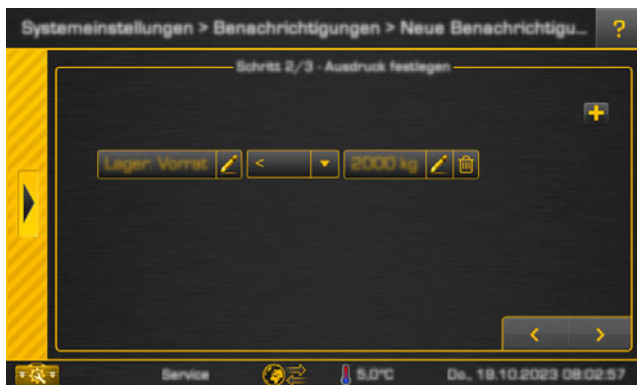 Systemeinstellungen > Benachrichtigungen > Neue Benachrichtigu... ?
Schritt 2/3 - Ausdruck festlegen
+
Lager: Vorrat < 2000 kg
< >
Service 5,0°C Do., 19.10.2023 08:02:57